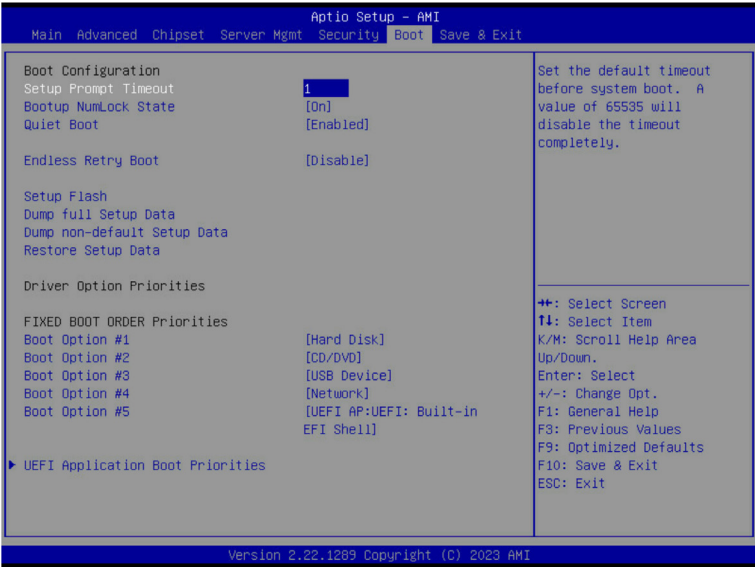 Aptio Setup – AMI
Main Advanced Chipset Server Mgmt Security Boot Save & Exit
Boot Configuration
Setup Prompt Timeout 1
Bootup NumLock State [On]
Quiet Boot [Enabled]
Endless Retry Boot [Disable]
Setup Flash
Dump full Setup Data
Dump non-default Setup Data
Restore Setup Data
Driver Option Priorities
FIXED BOOT ORDER Priorities
Boot Option #1 [Hard Disk]
Boot Option #2 [CD/DVD]
Boot Option #3 [USB Device]
Boot Option #4 [Network]
Boot Option #5 [UEFI AP:UEFI: Built-in
EFI Shell]
UEFI Application Boot Priorities
Set the default timeout
before system boot. A
value of 65535 will
disable the timeout
completely.
→←: Select Screen
↑↓: Select Item
K/M: Scroll Help Area
Up/Down.
Enter: Select
+/-: Change Opt.
F1: General Help
F3: Previous Values
F9: Optimized Defaults
F10: Save & Exit
ESC: Exit
Version 2.22.1289 Copyright (C) 2023 AMI